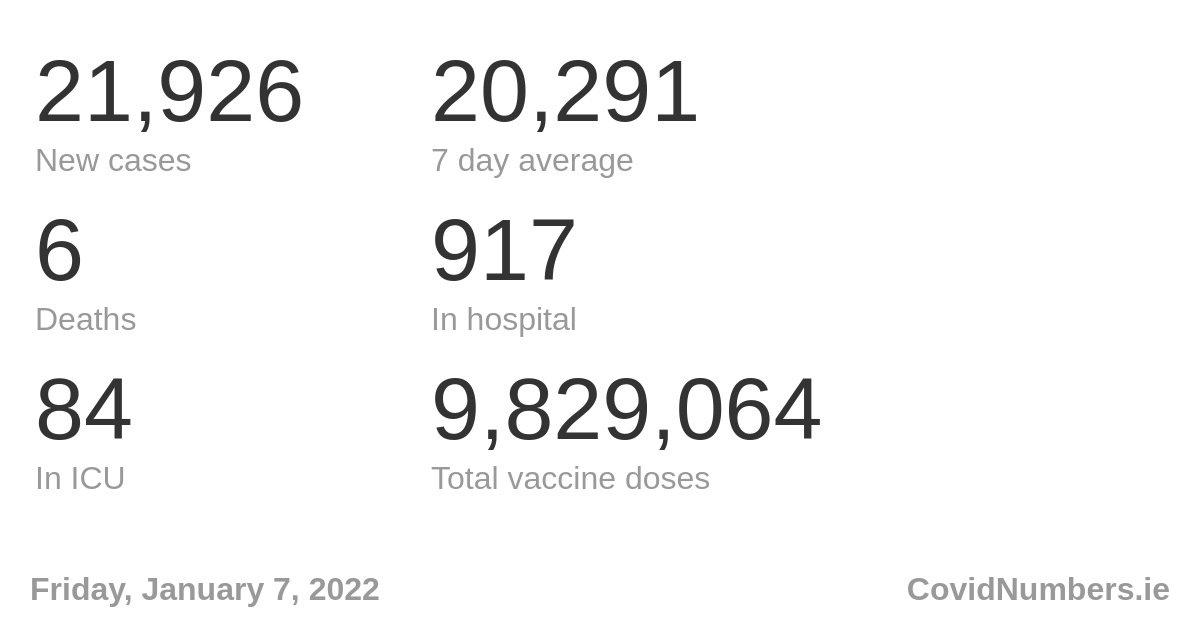 21,926 20,291
New cases 7 day average
6 917
Deaths In hospital
84 9,829,064
In ICU Total vaccine doses
Friday, January 7, 2022 CovidNumbers.ie